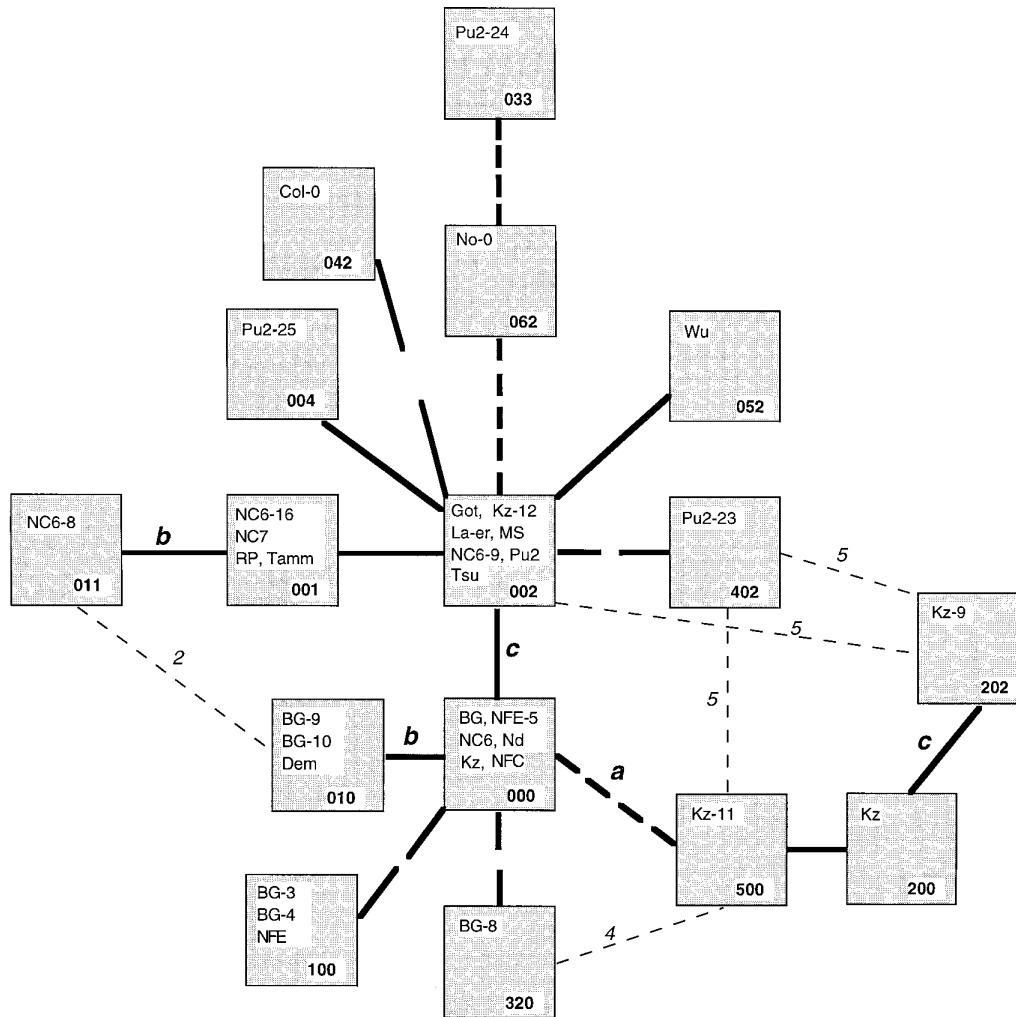 Pu2-24
033
Col-0
042
No-0
062
Pu2-25
004
Wu
052
NC6-8
011
b
NC6-16
NC7
RP, Tamm
001
Got, Kz-12
La-er, MS
NC6-9, Pu2
Tsu
002
Pu2-23
402
5
5
Kz-9
202
2
c
5
c
BG-9
BG-10
Dem
010
b
BG, NFE-5
NC6, Nd
Kz, NFC
000
a
Kz-11
500
Kz
200
BG-3
BG-4
NFE
100
BG-8
320
4